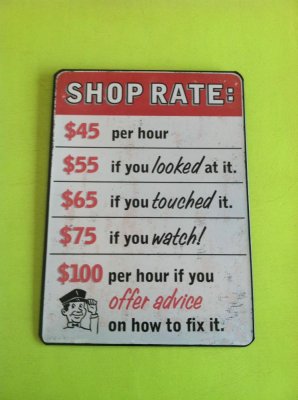 SHOP RATE:
$45 per hour
$55 if you looked at it.
$65 if you touched it.
$75 if you watch!
$100 per hour if you
offer advice
on how to fix it.